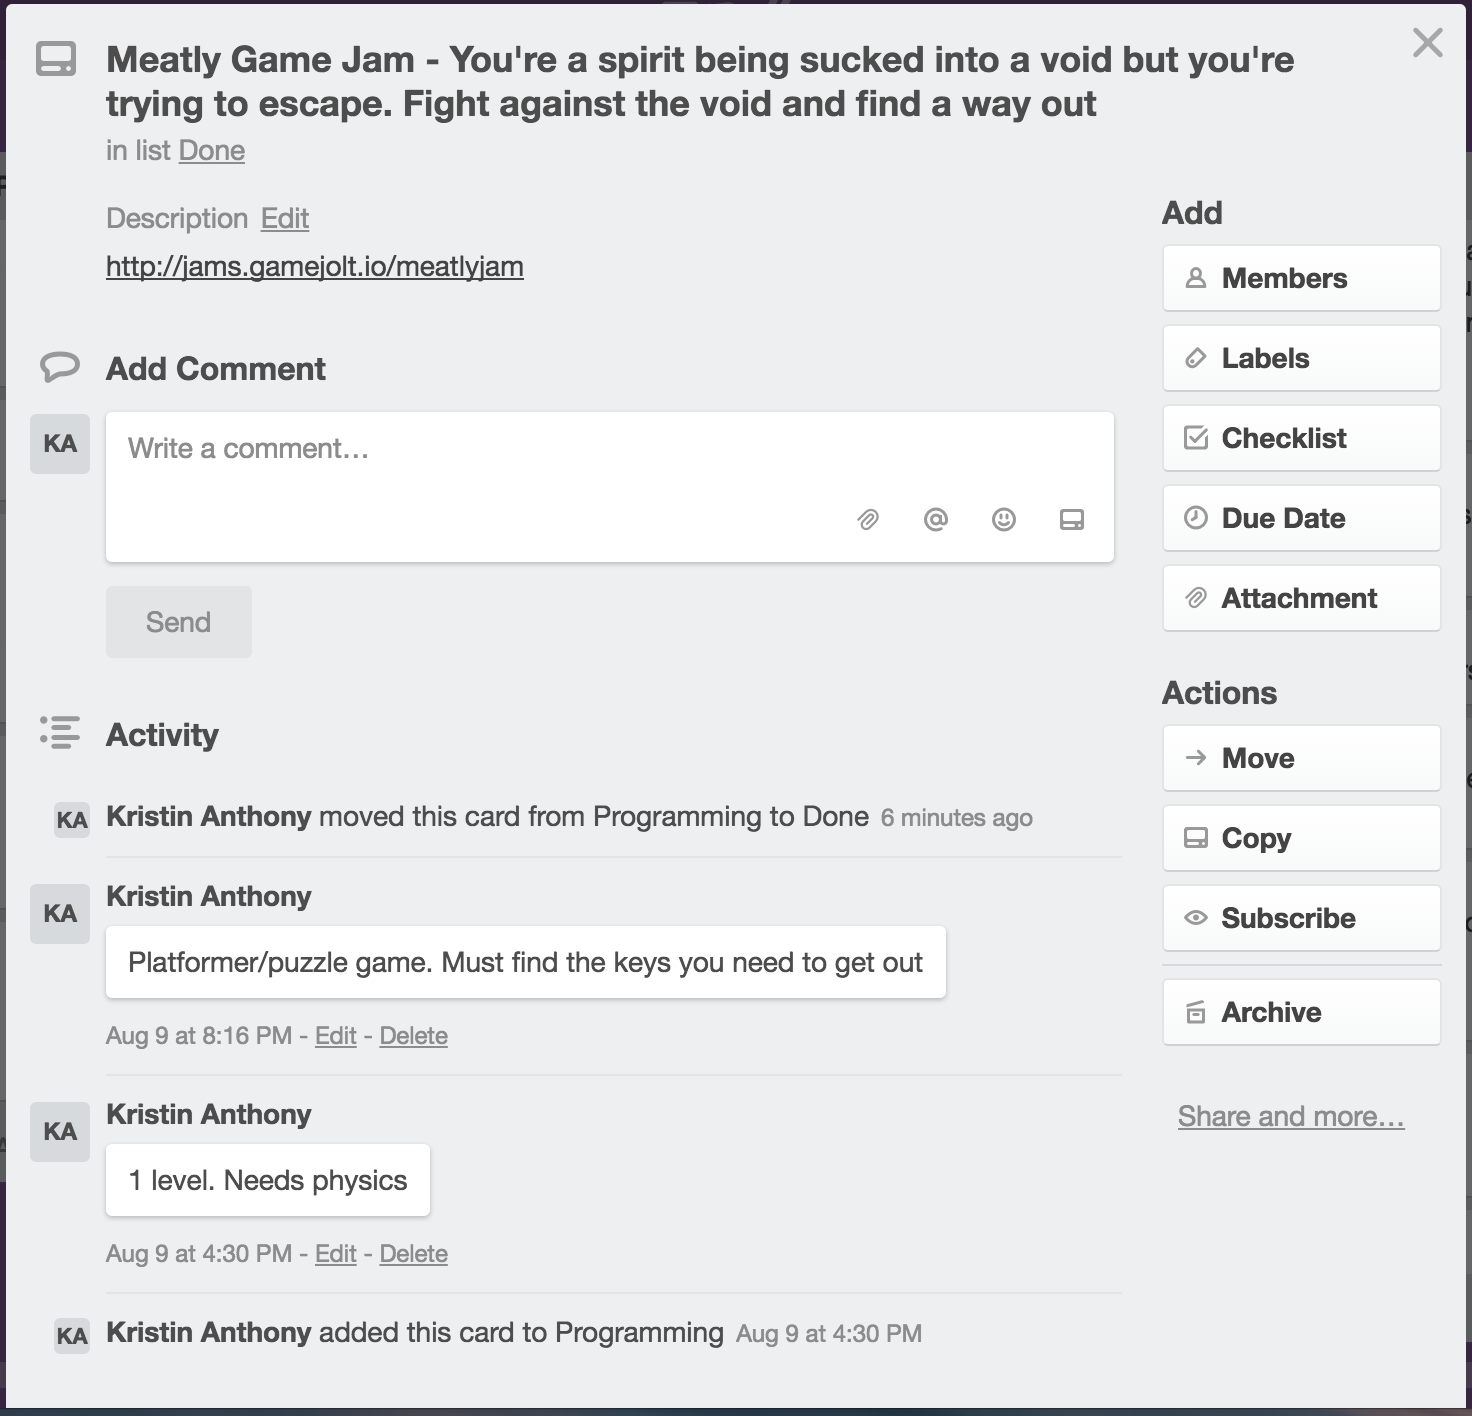 Meatly Game Jam - You're a spirit being sucked into a void but you're
trying to escape. Fight against the void and find a way out
in list Done
Description Edit
http://jams.gamejolt.io/meatlyjam
Add Comment
KA
Write a comment…
Send
Activity
KA Kristin Anthony moved this card from Programming to Done 6 minutes ago
KA Kristin Anthony
Platformer/puzzle game. Must find the keys you need to get out
Aug 9 at 8:16 PM - Edit - Delete
KA Kristin Anthony
1 level. Needs physics
Aug 9 at 4:30 PM - Edit - Delete
KA Kristin Anthony added this card to Programming Aug 9 at 4:30 PM
Add
Members
Labels
Checklist
Due Date
Attachment
Actions
Move
Copy
Subscribe
Archive
Share and more…